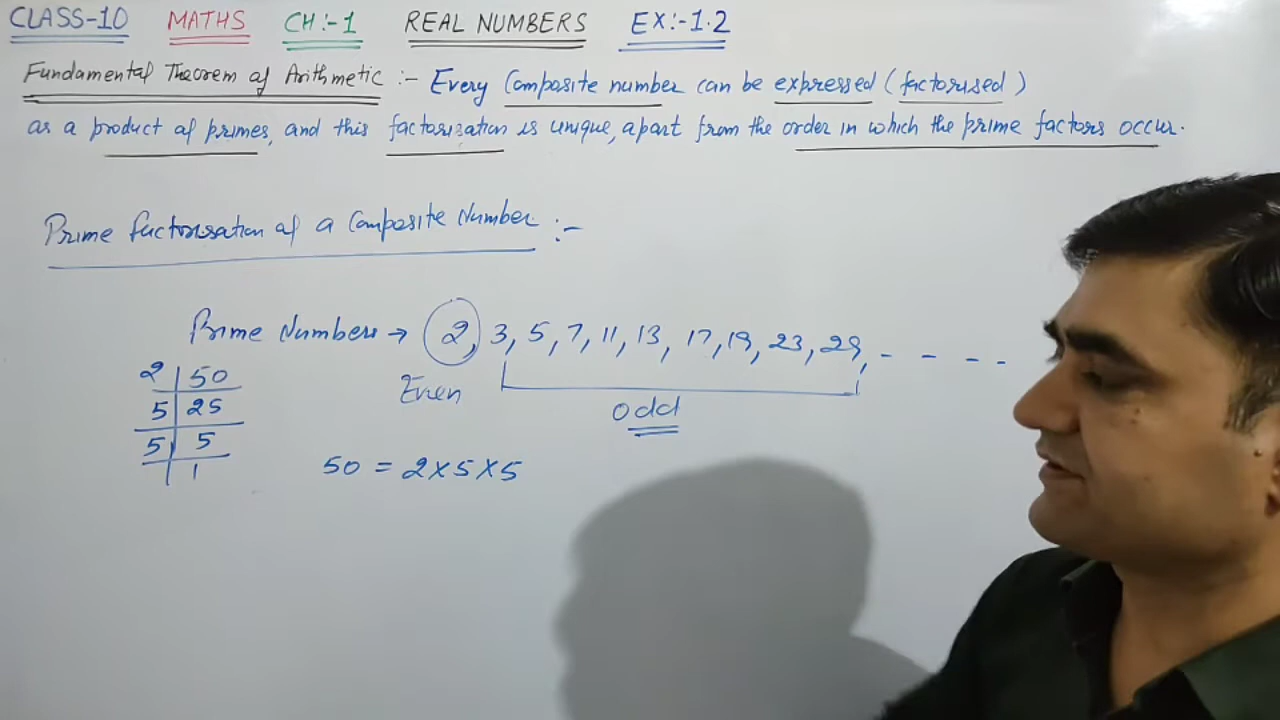 CLASS-10 MATHS CH:-1 REAL NUMBERS EX:-1.2
Fundamental Theorem of Arithmetic :- Every Composite number can be expressed (factorised)
as a product of primes, and this factorisation is unique, apart from the order in which the prime factors occur.
Prime factorisation of a Composite Number :-
Prime Numbers → 2, 3, 5, 7, 11, 13, 17, 19, 23, 29, - - - -
Even
odd
2 | 50
5 | 25
5 | 5
| 1
50 = 2×5×5